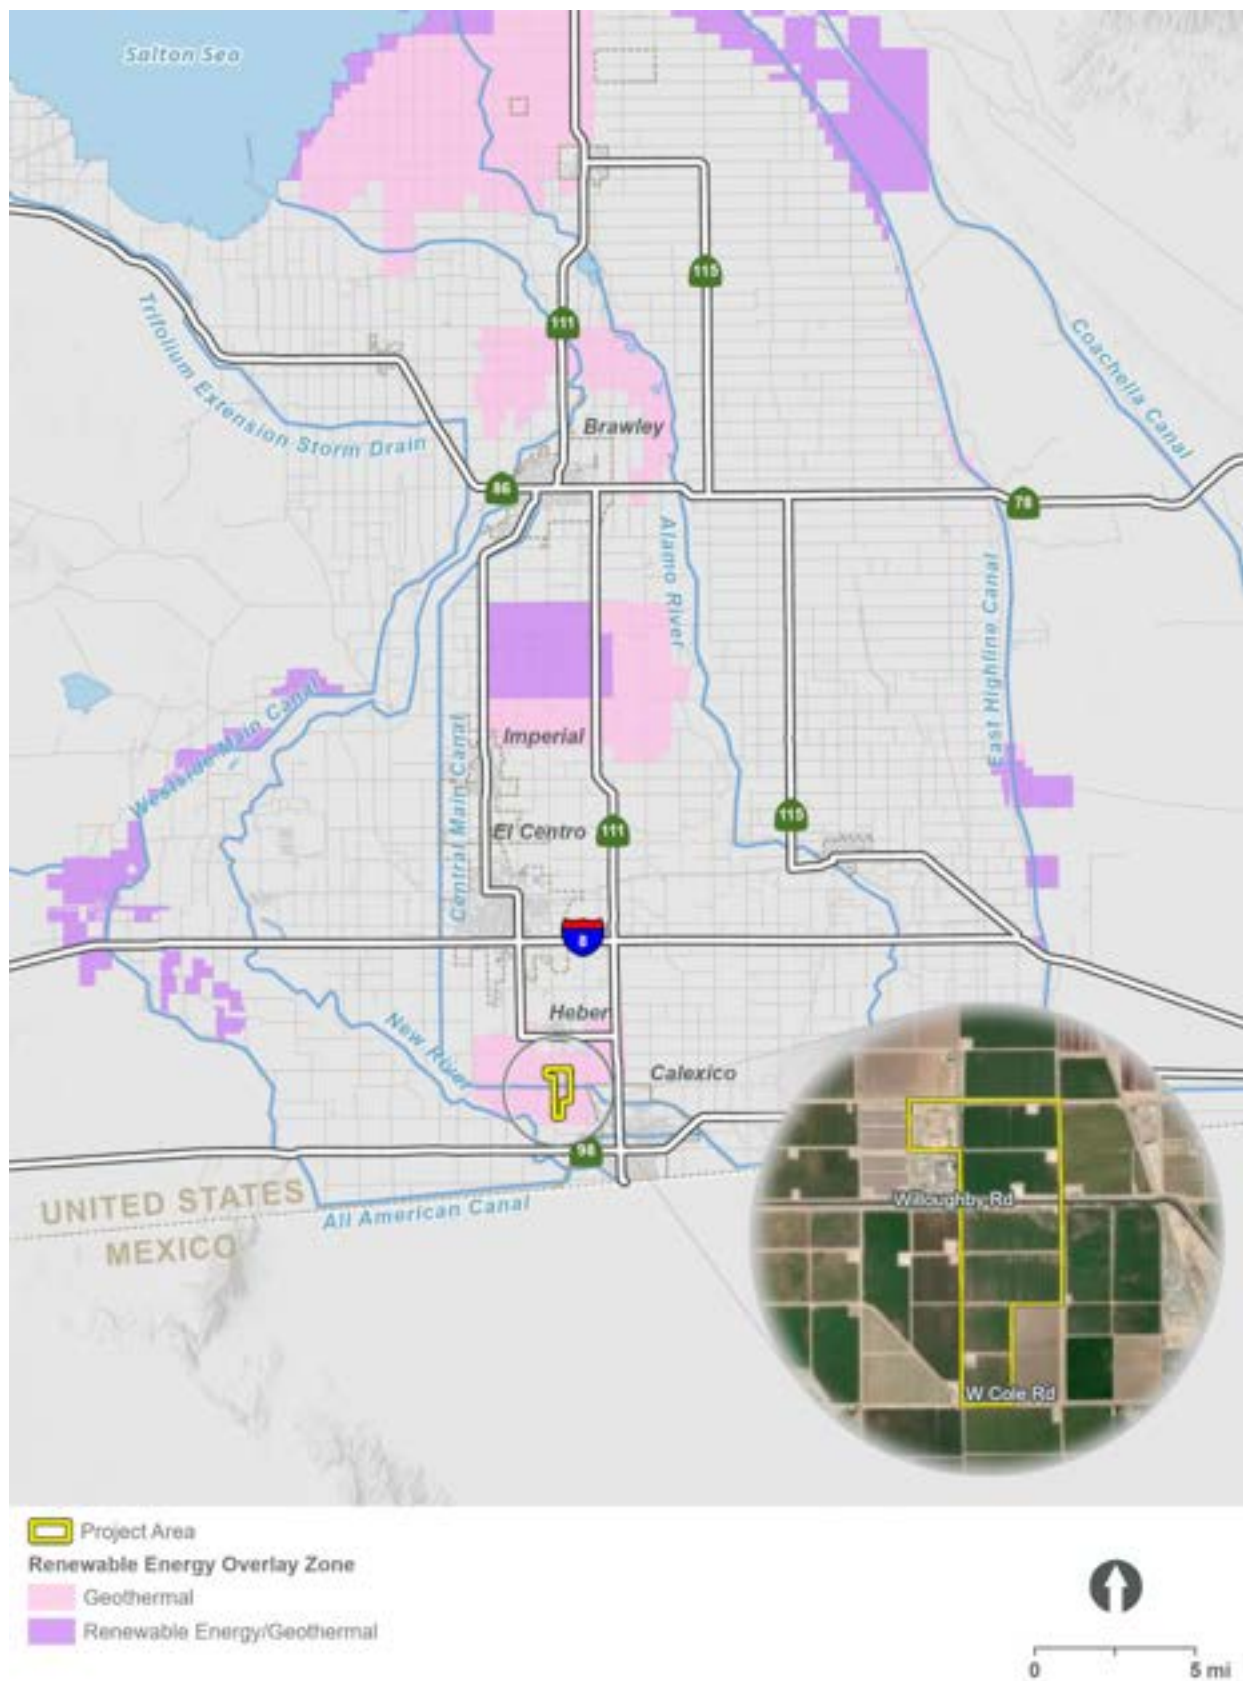 Salton Sea
115
111
Trifolium Extension Storm Drain
Coachella Canal
Brawley
86
78
Alamo River
East Highline Canal
Westside Main Canal
Imperial
Central Main Canal
El Centro
111
115
8
Heber
New River
Calexico
98
UNITED STATES
All American Canal
MEXICO
Willoughby Rd
W Cole Rd
Project Area
Renewable Energy Overlay Zone
Geothermal
Renewable Energy/Geothermal
0 5 mi